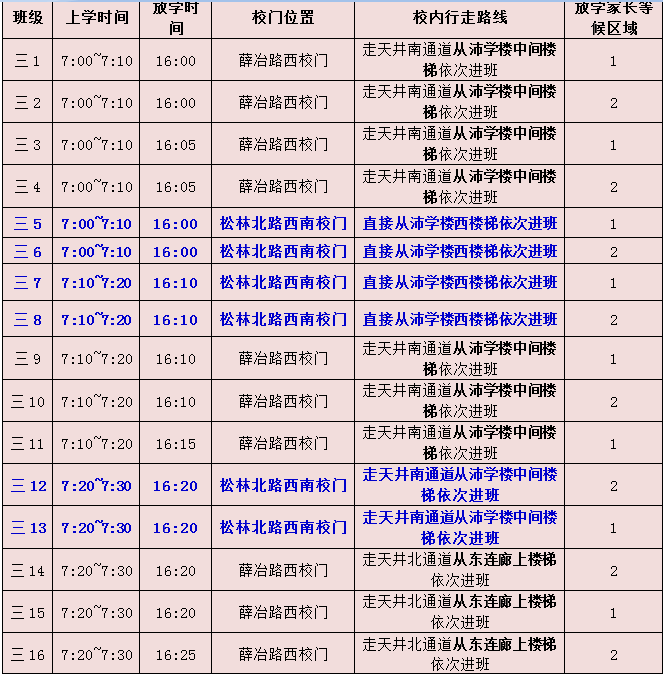 班级 上学时间 放学时间 校门位置 校内行走路线 放学家长等候区域
三 1 7:00~7:10 16:00 薛冶路西校门 走天井南通道从沛学楼中间楼梯依次进班 1
三 2 7:00~7:10 16:00 薛冶路西校门 走天井南通道从沛学楼中间楼梯依次进班 2
三 3 7:00~7:10 16:05 薛冶路西校门 走天井南通道从沛学楼中间楼梯依次进班 1
三 4 7:00~7:10 16:05 薛冶路西校门 走天井南通道从沛学楼中间楼梯依次进班 2
三 5 7:00~7:10 16:00 松林北路西南校门 直接从沛学楼西楼梯依次进班 1
三 6 7:00~7:10 16:00 松林北路西南校门 直接从沛学楼西楼梯依次进班 2
三 7 7:10~7:20 16:10 松林北路西南校门 直接从沛学楼西楼梯依次进班 1
三 8 7:10~7:20 16:10 松林北路西南校门 直接从沛学楼西楼梯依次进班 2
三 9 7:10~7:20 16:10 薛冶路西校门 走天井南通道从沛学楼中间楼梯依次进班 1
三 10 7:10~7:20 16:10 薛冶路西校门 走天井南通道从沛学楼中间楼梯依次进班 2
三 11 7:10~7:20 16:15 薛冶路西校门 走天井南通道从沛学楼中间楼梯依次进班 1
三 12 7:20~7:30 16:20 松林北路西南校门 走天井南通道从沛学楼中间楼梯依次进班 2
三 13 7:20~7:30 16:20 松林北路西南校门 走天井南通道从沛学楼中间楼梯依次进班 1
三 14 7:20~7:30 16:20 薛冶路西校门 走天井北通道从东连廊上楼梯依次进班 2
三 15 7:20~7:30 16:20 薛冶路西校门 走天井北通道从东连廊上楼梯依次进班 1
三 16 7:20~7:30 16:25 薛冶路西校门 走天井北通道从东连廊上楼梯依次进班 2